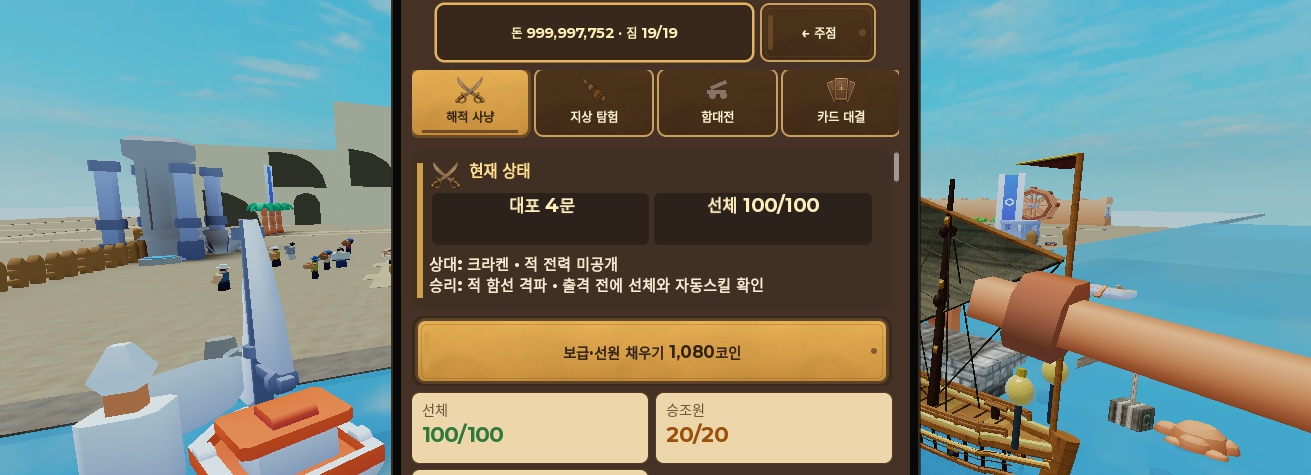 돈 999,997,752 · 짐 19/19
← 주점
해적 사냥
지상 탐험
함대전
카드 대결
현재 상태
대포 4문
선체 100/100
상대: 크라켄 • 적 전력 미공개
승리: 적 함선 격파 • 출격 전에 선체와 자동스킬 확인
보급·선원 채우기 1,080코인
선체
승조원
100/100
20/20